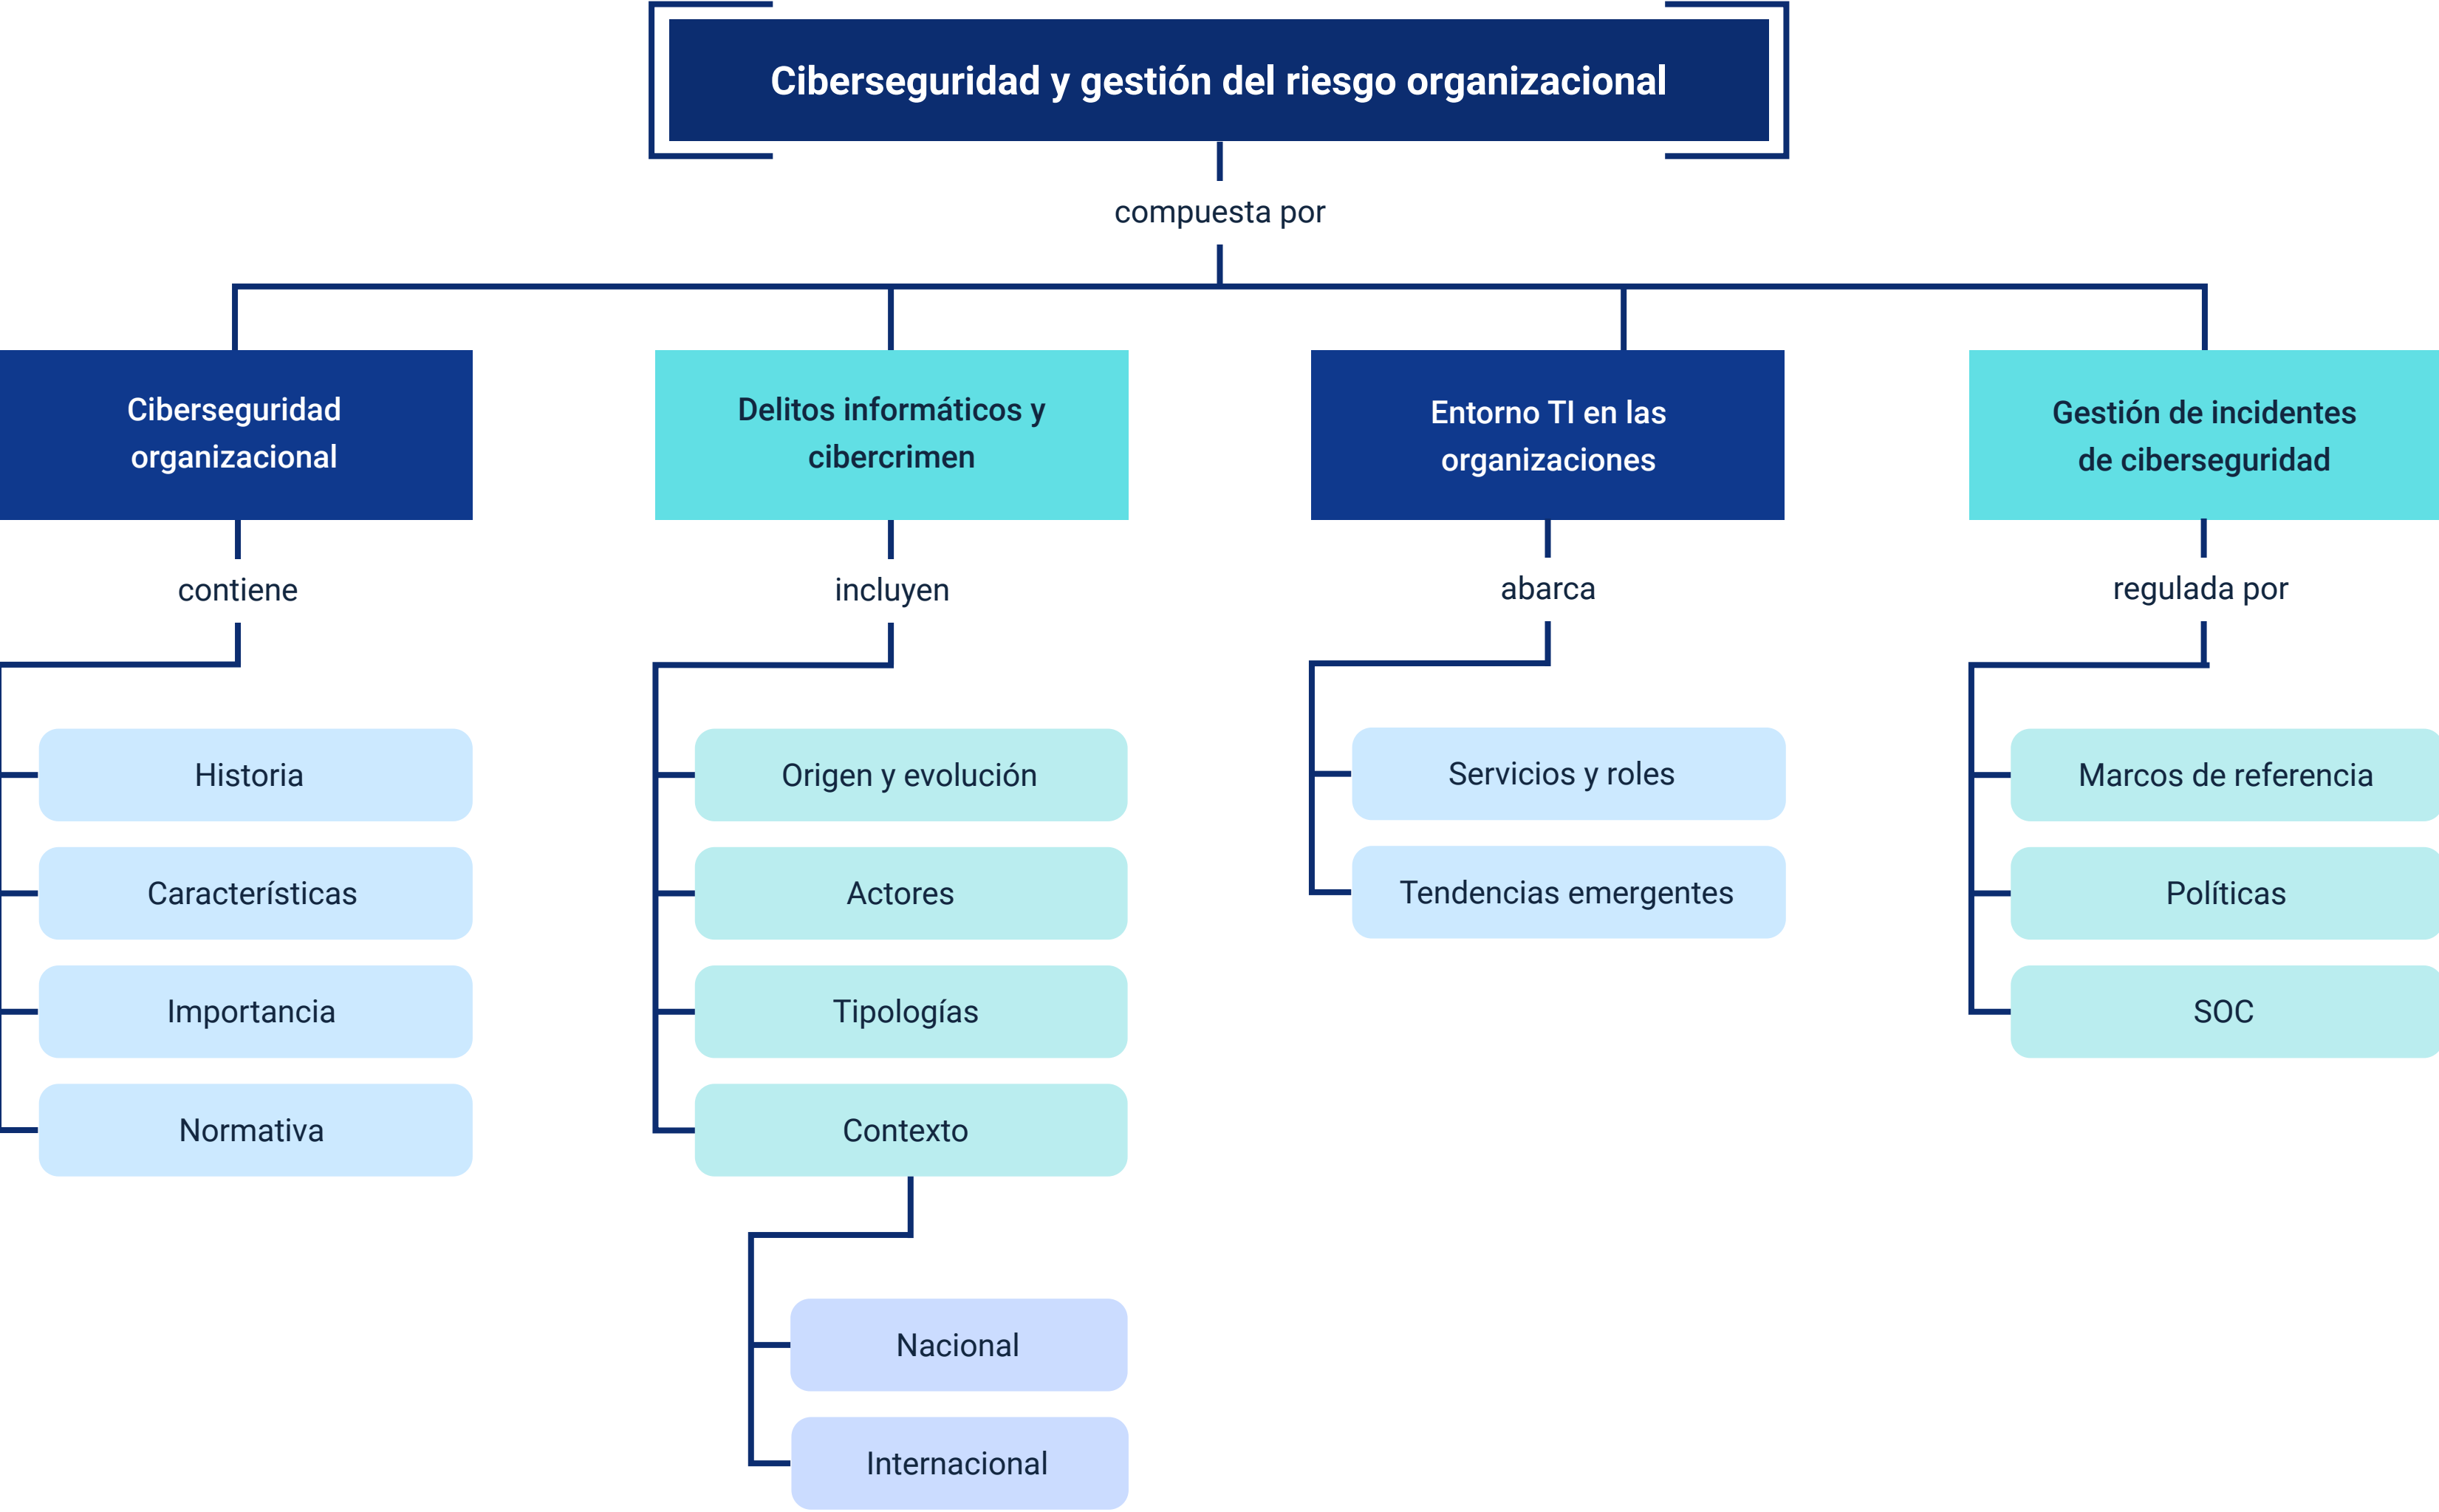 Ciberseguridad y gestión del riesgo organizacional
compuesta por
Ciberseguridad
organizacional
Delitos informáticos y
cibercrimen
Entorno TI en las
organizaciones
Gestión de incidentes
de ciberseguridad
contiene
incluyen
abarca
regulada por
Historia
Características
Importancia
Normativa
Origen y evolución
Actores
Tipologías
Contexto
Nacional
Internacional
Servicios y roles
Tendencias emergentes
Marcos de referencia
Políticas
SOC